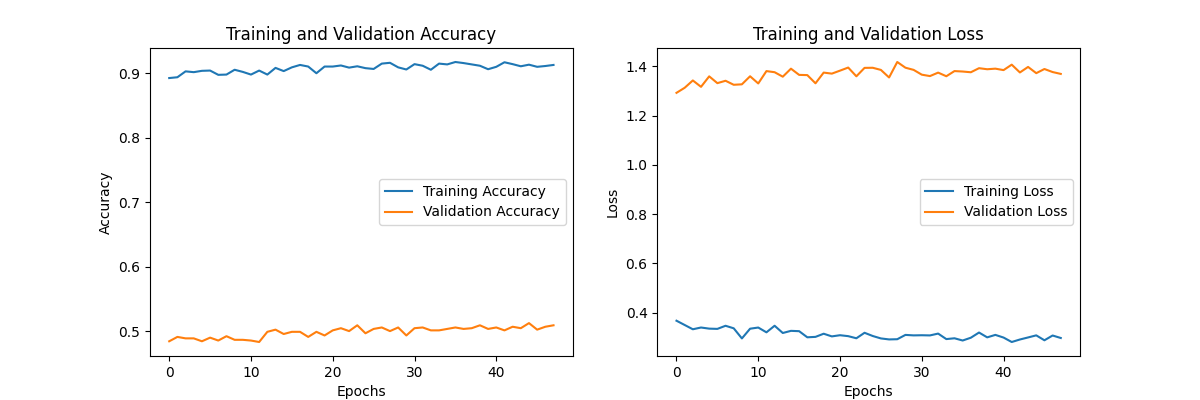 Training and Validation Accuracy
0.9
0.8
0.7
0.6
0.5
Accuracy
Training Accuracy
Validation Accuracy
0
10
20
30
40
Epochs
Training and Validation Loss
1.4
1.2
1.0
0.8
0.6
0.4
Loss
Training Loss
Validation Loss
0
10
20
30
40
Epochs